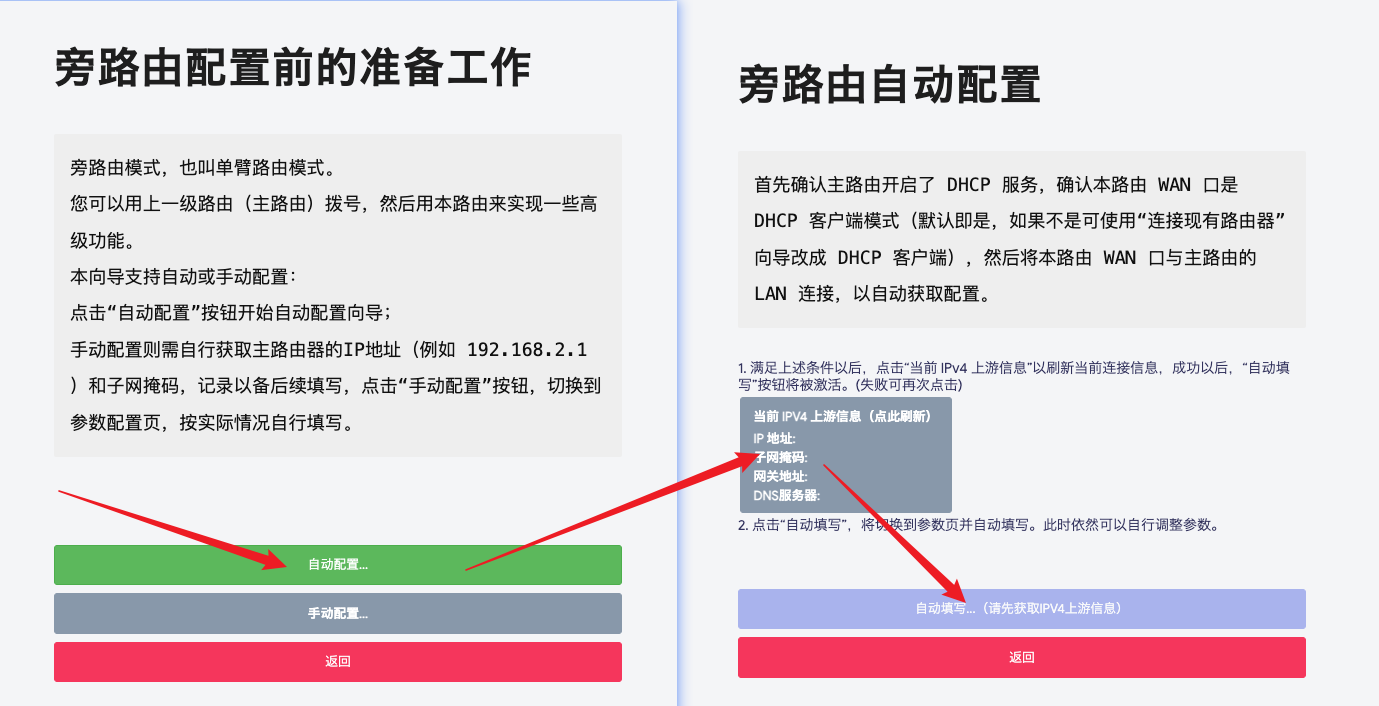 旁路由配置前的准备工作
旁路由模式，也叫单臂路由模式。
您可以用上一级路由（主路由）拨号，然后用本路由来实现一些高
级功能。
本向导支持自动或手动配置：
点击“自动配置”按钮开始自动配置向导；
手动配置则需自行获取主路由器的IP地址（例如 192.168.2.1
）和子网掩码，记录以备后续填写，点击“手动配置”按钮，切换到
参数配置页，按实际情况自行填写。
自动配置...
手动配置...
返回
旁路由自动配置
首先确认主路由开启了 DHCP 服务，确认本路由 WAN 口是
DHCP 客户端模式（默认即是，如果不是可使用“连接现有路由器”
向导改成 DHCP 客户端），然后将本路由 WAN 口与主路由的
LAN 连接，以自动获取配置。
1. 满足上述条件以后，点击“当前 IPv4 上游信息”以刷新当前连接信息，成功以后，“自动填
写”按钮将被激活。(失败可再次点击)
当前 IPV4 上游信息（点此刷新）
IP 地址:
子网掩码:
网关地址:
DNS服务器:
2. 点击“自动填写”，将切换到参数页并自动填写。此时依然可以自行调整参数。
自动填写...（请先获取IPV4上游信息）
返回